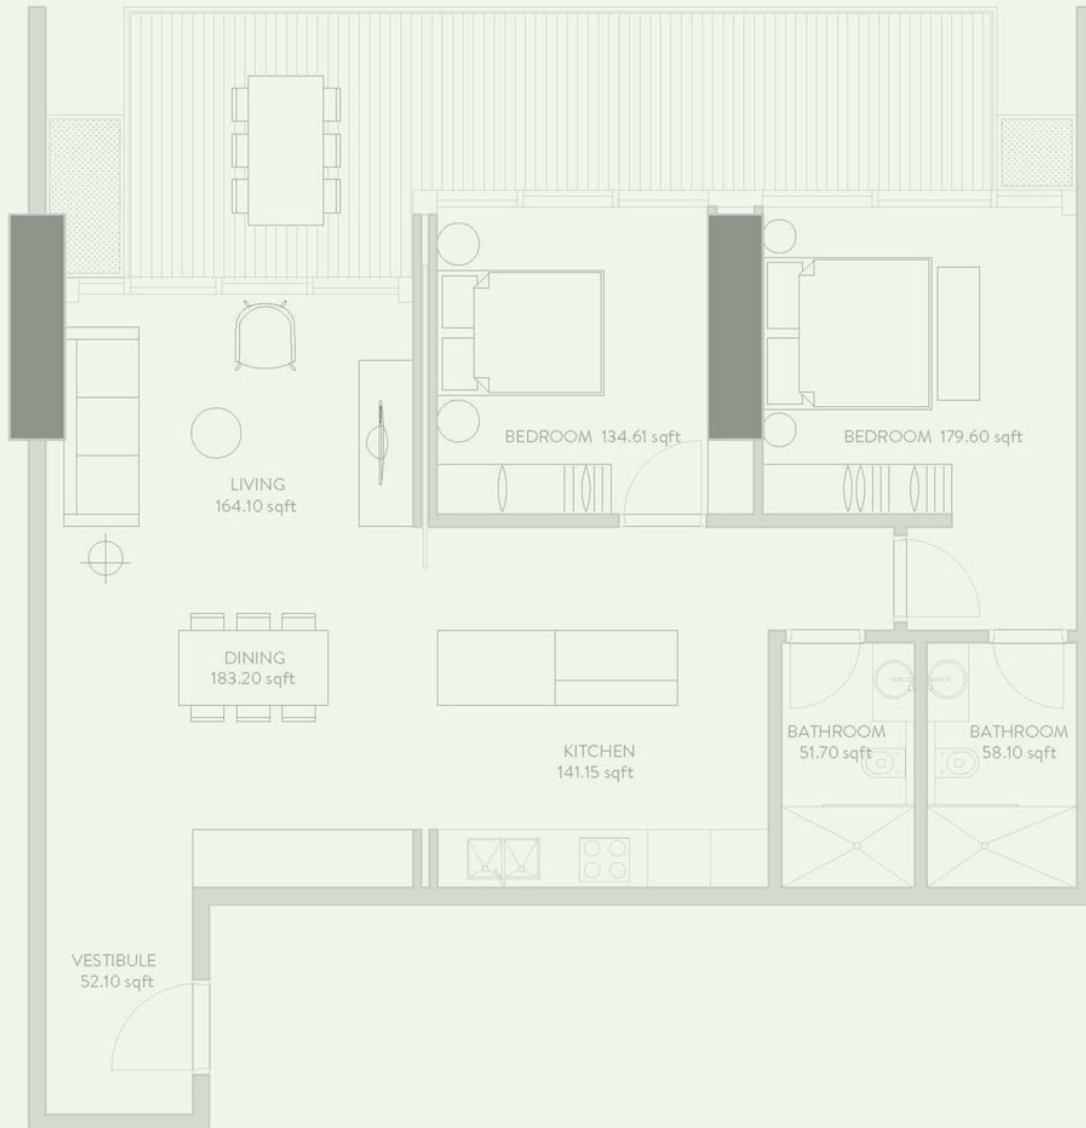 BEDROOM 134.61 sqft
BEDROOM 179.60 sqft
LIVING
164.10 sqft
DINING
183.20 sqft
KITCHEN
141.15 sqft
BATHROOM
51.70 sqft
BATHROOM
58.10 sqft
VESTIBULE
52.10 sqft